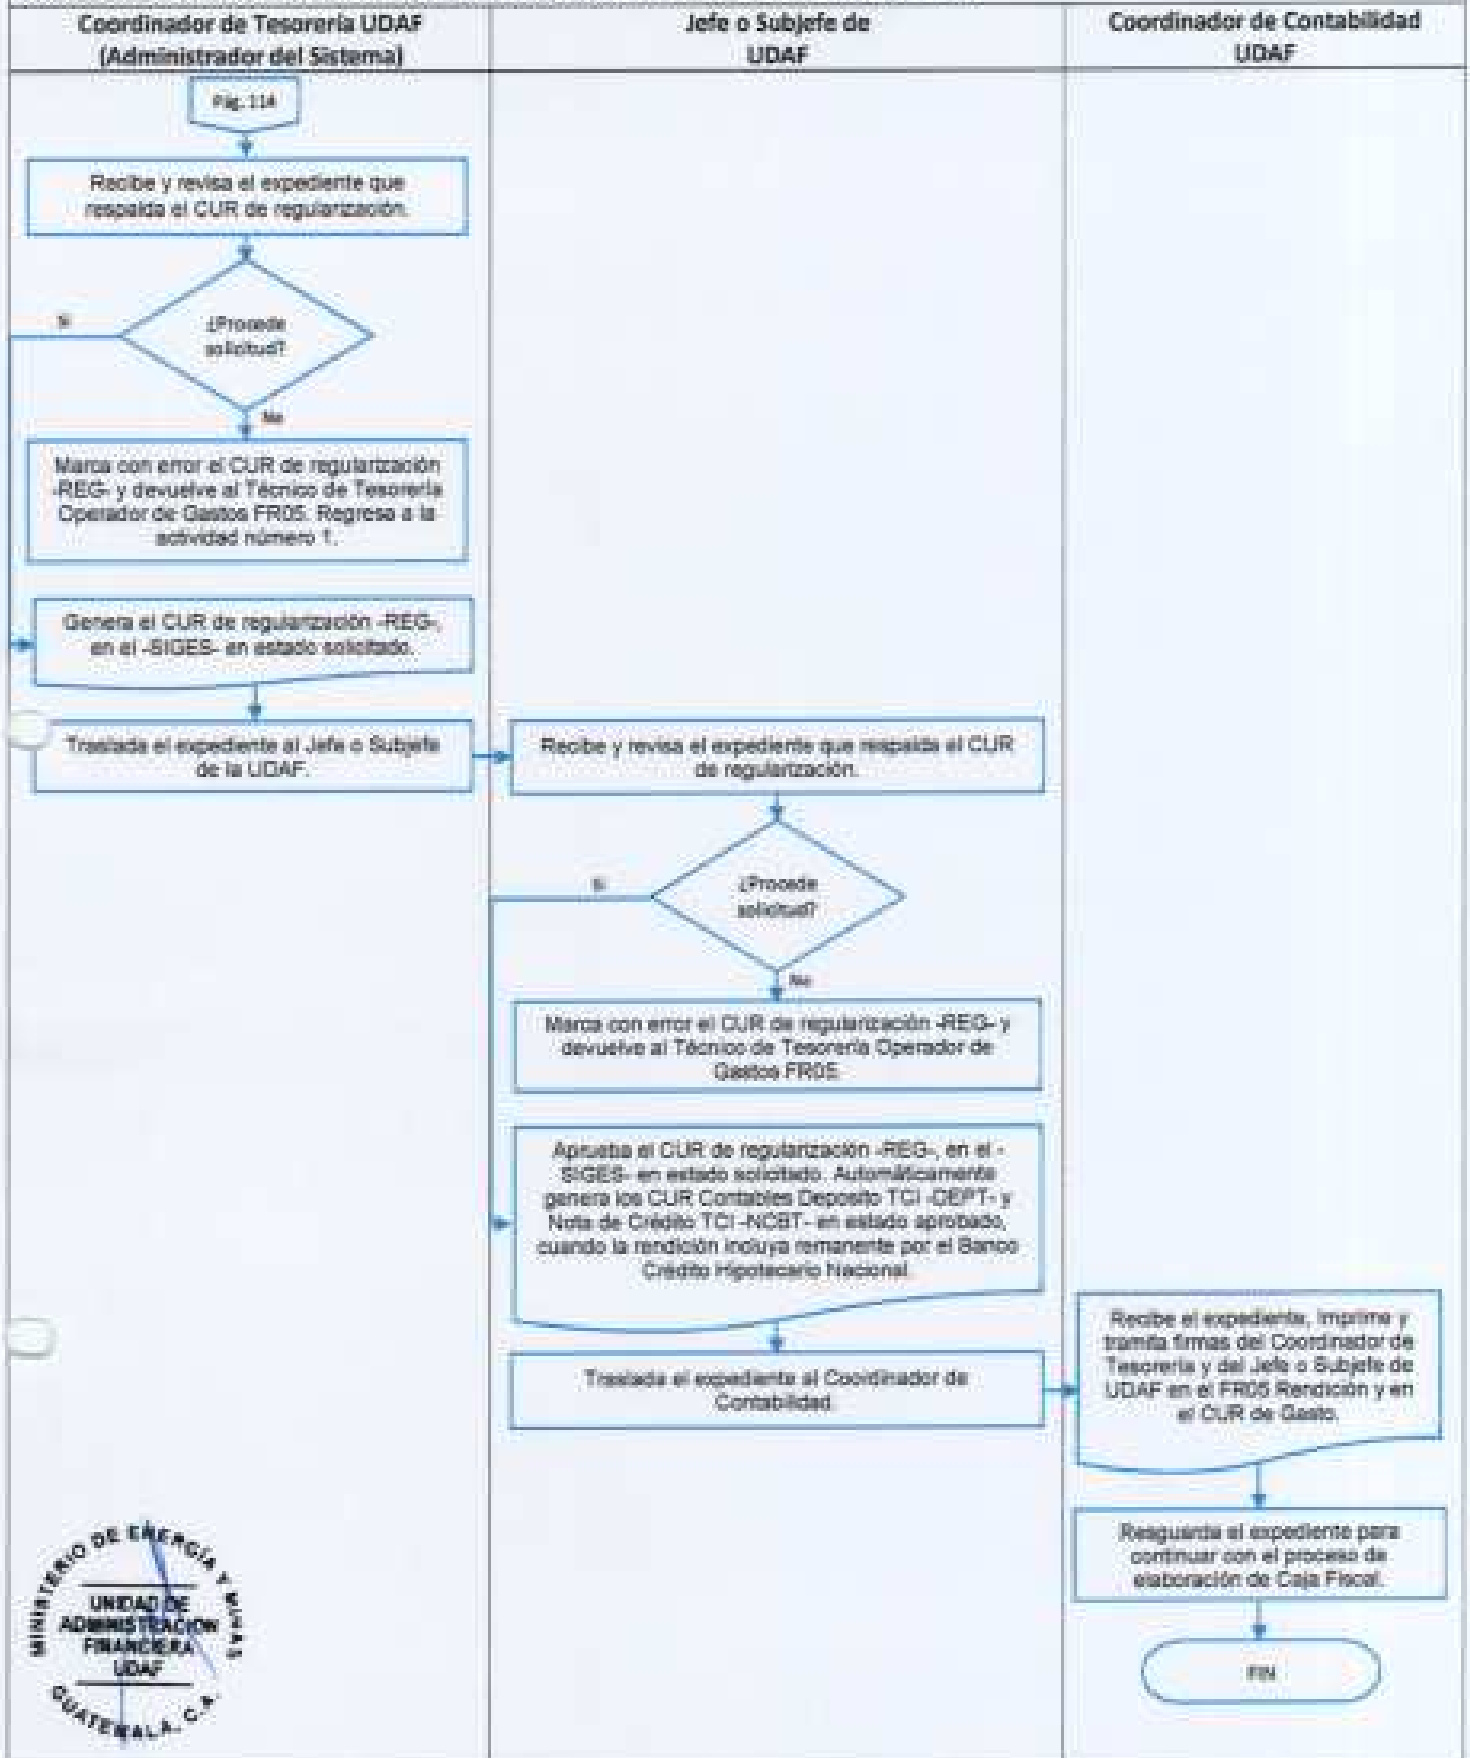 Coordinador de Tesorería UDAF
(Administrador del Sistema)
Jefe o Subjefe de
UDAF
Coordinador de Contabilidad
UDAF
Pág. 114
Recibe y revisa el expediente que
respalda el CUR de regularización.
¿Procede
solicitud?
Si
No
Marca con error el CUR de regularización
-REG- y devuelve al Técnico de Tesorería
Operador de Gastos FR05. Regresa a la
actividad número 1.
Genera el CUR de regularización -REG-,
en el -SIGES- en estado solicitado.
Traslada el expediente al Jefe o Subjefe
de la UDAF.
Recibe y revisa el expediente que respalda el CUR
de regularización.
¿Procede
solicitud?
Si
No
Marca con error el CUR de regularización -REG- y
devuelve al Técnico de Tesorería Operador de
Gastos FR05.
Aprueba el CUR de regularización -REG-, en el -
SIGES- en estado solicitado. Automáticamente
genera los CUR Contables Deposito TCI -DEPT- y
Nota de Crédito TCI -NCBT- en estado aprobado,
cuando la rendición incluya remanente por el Banco
Crédito Hipotecario Nacional.
Traslada el expediente al Coordinador de
Contabilidad.
Recibe el expediente, Imprime y
tramita firmas del Coordinador de
Tesorería y del Jefe o Subjefe de
UDAF en el FR05 Rendición y en
el CUR de Gasto.
Resguarda el expediente para
continuar con el proceso de
elaboración de Caja Fiscal.
FIN
MINISTERIO DE ENERGÍA Y MINAS
UNIDAD DE
ADMINISTRACION
FINANCIERA
UDAF
GUATEMALA, C.A.